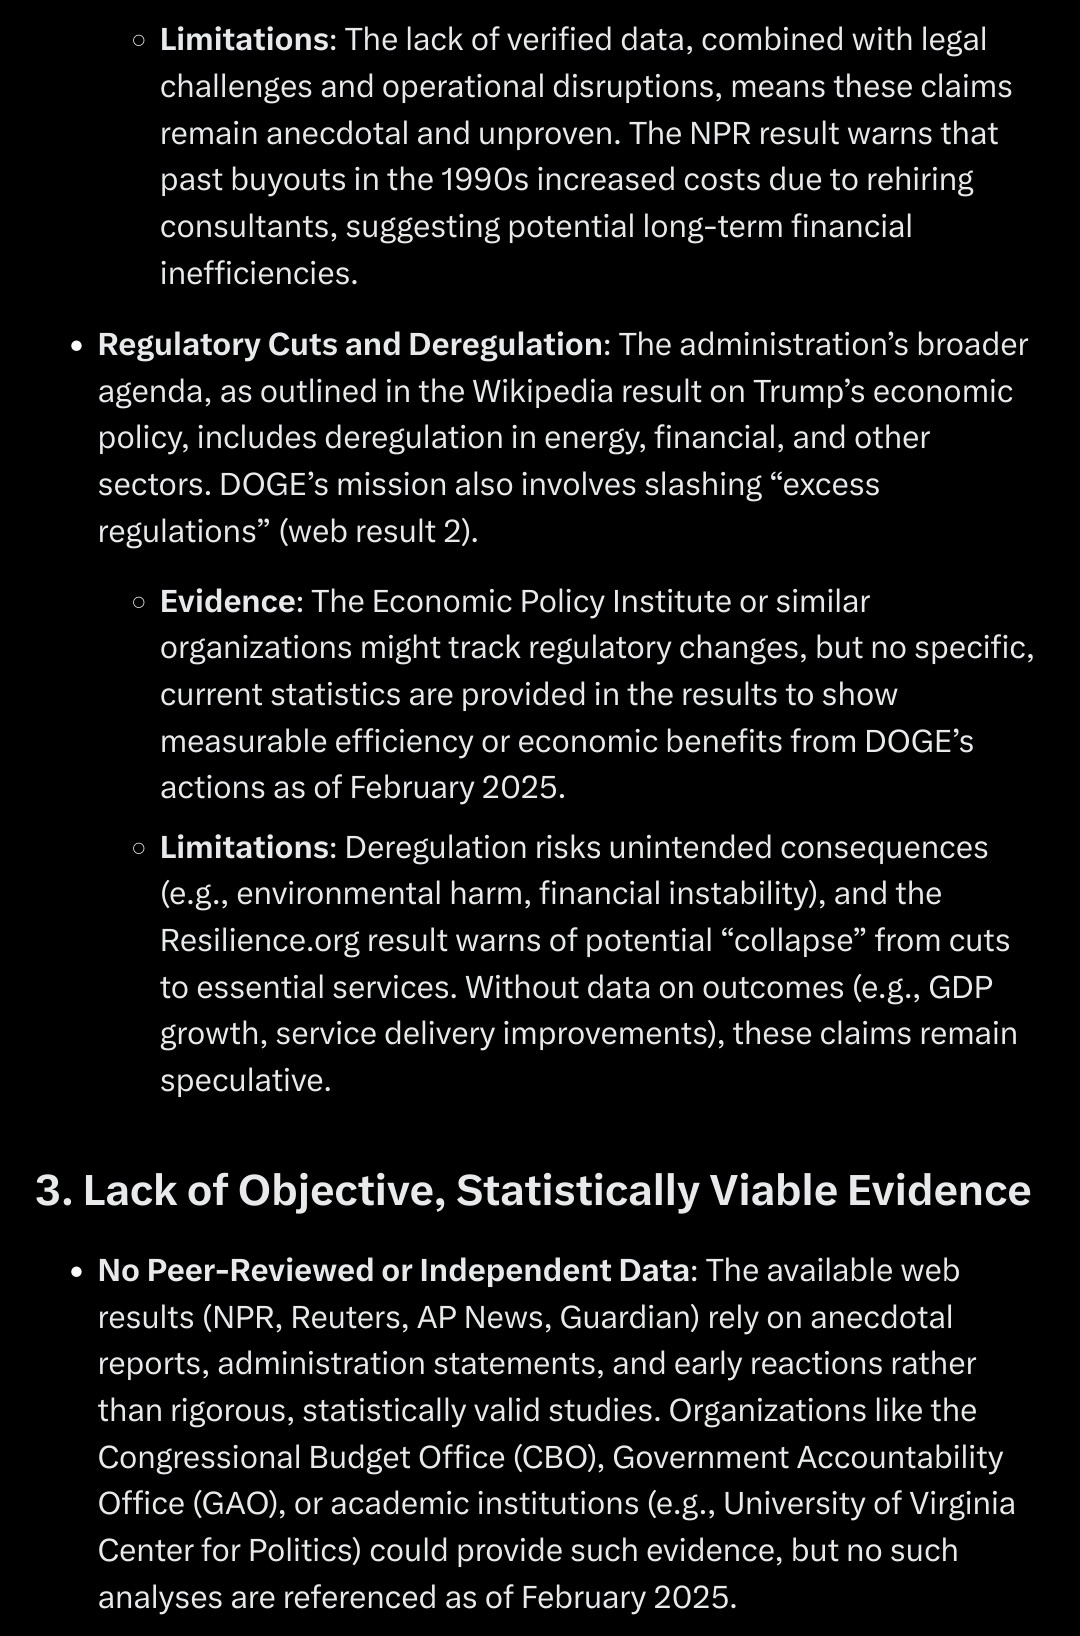 ◦ Limitations: The lack of verified data, combined with legal
challenges and operational disruptions, means these claims
remain anecdotal and unproven. The NPR result warns that
past buyouts in the 1990s increased costs due to rehiring
consultants, suggesting potential long-term financial
inefficiencies.
• Regulatory Cuts and Deregulation: The administration’s broader
agenda, as outlined in the Wikipedia result on Trump’s economic
policy, includes deregulation in energy, financial, and other
sectors. DOGE’s mission also involves slashing “excess
regulations” (web result 2).
◦ Evidence: The Economic Policy Institute or similar
organizations might track regulatory changes, but no specific,
current statistics are provided in the results to show
measurable efficiency or economic benefits from DOGE’s
actions as of February 2025.
◦ Limitations: Deregulation risks unintended consequences
(e.g., environmental harm, financial instability), and the
Resilience.org result warns of potential “collapse” from cuts
to essential services. Without data on outcomes (e.g., GDP
growth, service delivery improvements), these claims remain
speculative.
3. Lack of Objective, Statistically Viable Evidence
• No Peer-Reviewed or Independent Data: The available web
results (NPR, Reuters, AP News, Guardian) rely on anecdotal
reports, administration statements, and early reactions rather
than rigorous, statistically valid studies. Organizations like the
Congressional Budget Office (CBO), Government Accountability
Office (GAO), or academic institutions (e.g., University of Virginia
Center for Politics) could provide such evidence, but no such
analyses are referenced as of February 2025.